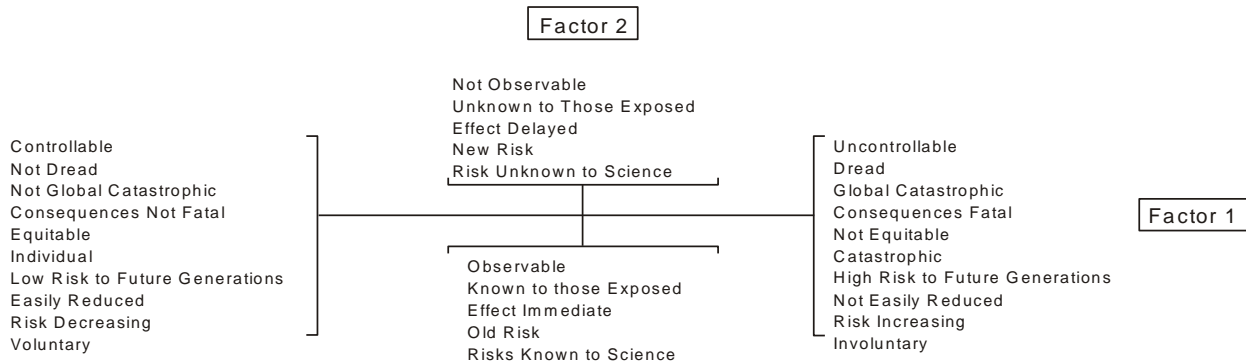 Factor 2
Not Observable
Unknown to Those Exposed
Effect Delayed
New Risk
Risk Unknown to Science
Controllable
Not Dread
Not Global Catastrophic
Consequences Not Fatal
Equitable
Individual
Low Risk to Future Generations
Easily Reduced
Risk Decreasing
Voluntary
Uncontrollable
Dread
Global Catastrophic
Consequences Fatal
Not Equitable
Catastrophic
High Risk to Future Generations
Not Easily Reduced
Risk Increasing
Involuntary
Factor 1
Observable
Known to those Exposed
Effect Immediate
Old Risk
Risks Known to Science